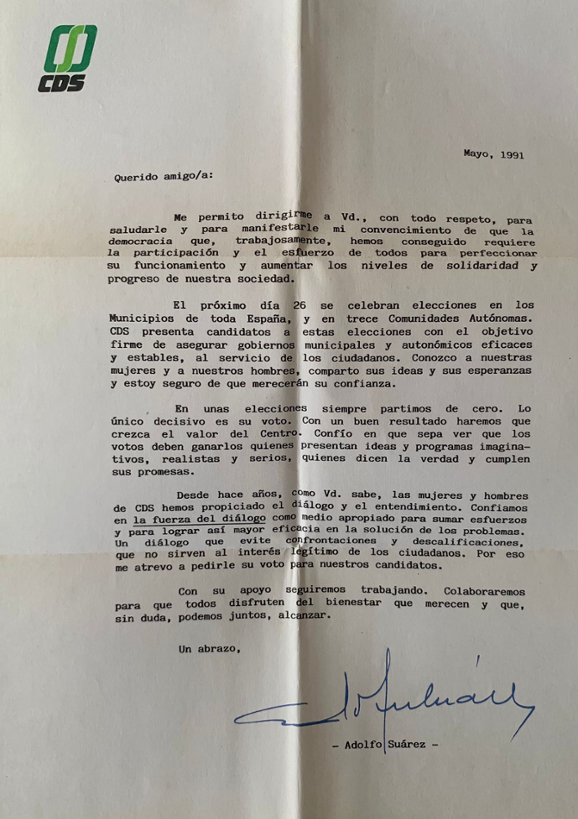 CDS
Mayo, 1991
Querido amigo/a:
Me permito dirigirme a Vd., con todo respeto, para
saludarle y para manifestarle mi convencimiento de que la
democracia que, trabajosamente, hemos conseguido requiere
la participación y el esfuerzo de todos para perfeccionar
su funcionamiento y aumentar los niveles de solidaridad y
progreso de nuestra sociedad.
El próximo día 26 se celebran elecciones en los
Municipios de toda España, y en trece Comunidades Autónomas.
CDS presenta candidatos a estas elecciones con el objetivo
firme de asegurar gobiernos municipales y autonómicos eficaces
y estables, al servicio de los ciudadanos. Conozco a nuestras
mujeres y a nuestros hombres, comparto sus ideas y sus esperanzas
y estoy seguro de que merecerán su confianza.
En unas elecciones siempre partimos de cero. Lo
único decisivo es su voto. Con un buen resultado haremos que
crezca el valor del Centro. Confío en que sepa ver que los
votos deben ganarlos quienes presentan ideas y programas imagina-
tivos, realistas y serios, quienes dicen la verdad y cumplen
sus promesas.
Desde hace años, como Vd. sabe, las mujeres y hombres
de CDS hemos propiciado el diálogo y el entendimiento. Confiamos
en la fuerza del diálogo como medio apropiado para sumar esfuerzos
y para lograr así mayor eficacia en la solución de los problemas.
Un diálogo que evite confrontaciones y descalificaciones,
que no sirven al interés legítimo de los ciudadanos. Por eso
me atrevo a pedirle su voto para nuestros candidatos.
Con su apoyo seguiremos trabajando. Colaboraremos
para que todos disfruten del bienestar que merecen y que,
sin duda, podemos juntos, alcanzar.
Un abrazo,
- Adolfo Suárez -